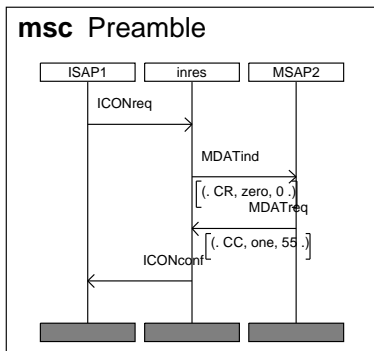 msc Preamble
ISAP1 inres MSAP2
ICONreq
MDATind
(. CR, zero, 0 .)
MDATreq
(. CC, one, 55 .)
ICONconf